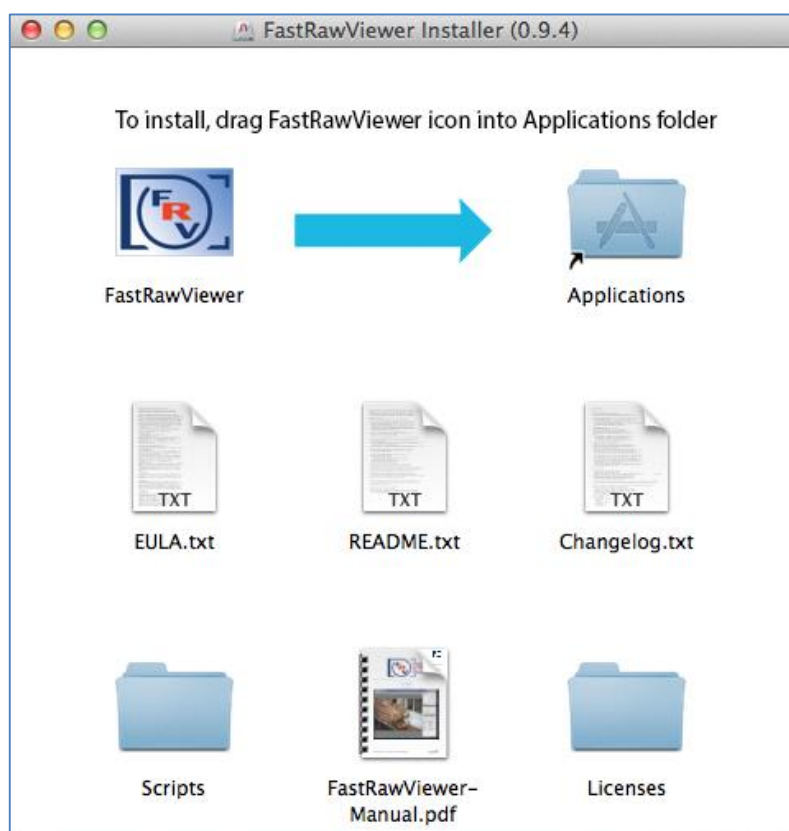 FastRawViewer Installer (0.9.4)
To install, drag FastRawViewer icon into Applications folder
FRV
FastRawViewer
Applications
TXT
TXT
TXT
EULA.txt
README.txt
Changelog.txt
Scripts
FastRawViewer-
Manual.pdf
Licenses